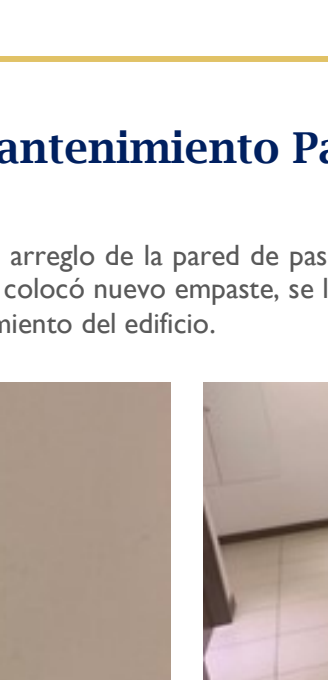 antenimiento Pa
arreglo de la pared de pas
colocó nuevo empaste, se l
miento del edificio.